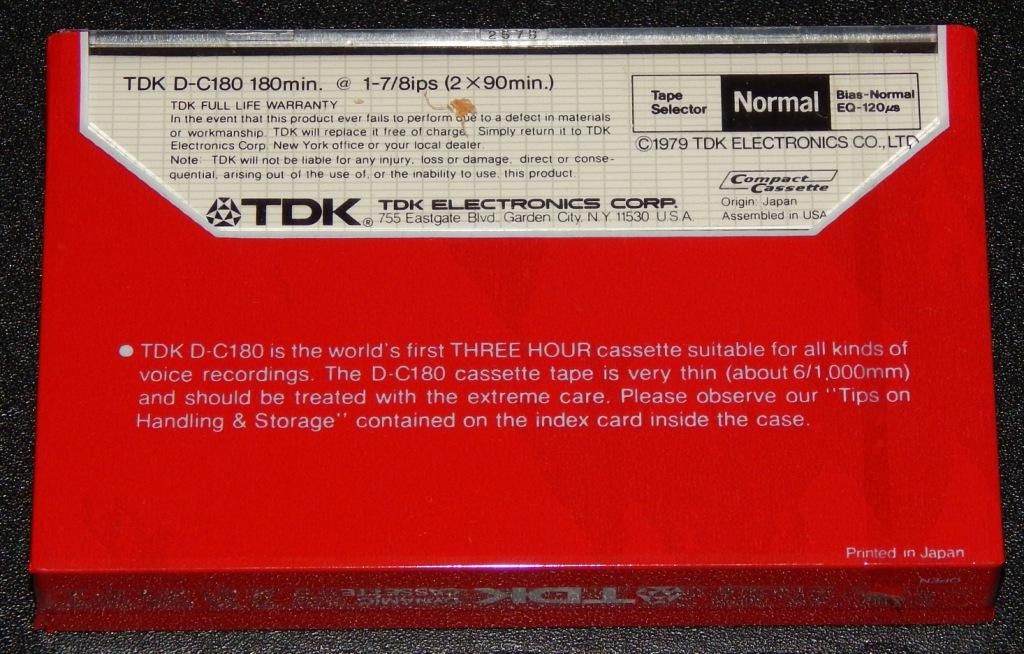 2878
TDK D-C180 180min. @ 1-7/8ips (2×90min.)
TDK FULL LIFE WARRANTY
In the event that this product ever fails to perform due to a defect in materials
or workmanship, TDK will replace it free of charge. Simply return it to TDK
Electronics Corp. New York office or your local dealer.
Note: TDK will not be liable for any injury, loss or damage, direct or conse-
quential, arising out of the use of, or the inability to use, this product.
TDK® TDK ELECTRONICS CORP.
755 Eastgate Blvd. Garden City, N.Y. 11530 U.S.A.
Tape
Selector
Normal
Bias-Normal
EQ-120μs
©1979 TDK ELECTRONICS CO., LTD
Compact
Cassette
Origin: Japan
Assembled in USA
● TDK D-C180 is the world's first THREE HOUR cassette suitable for all kinds of
voice recordings. The D-C180 cassette tape is very thin (about 6/1,000mm)
and should be treated with the extreme care. Please observe our "Tips on
Handling & Storage" contained on the index card inside the case.
Printed in Japan
OPEN
TDK DYNAMIC
CASSETTE